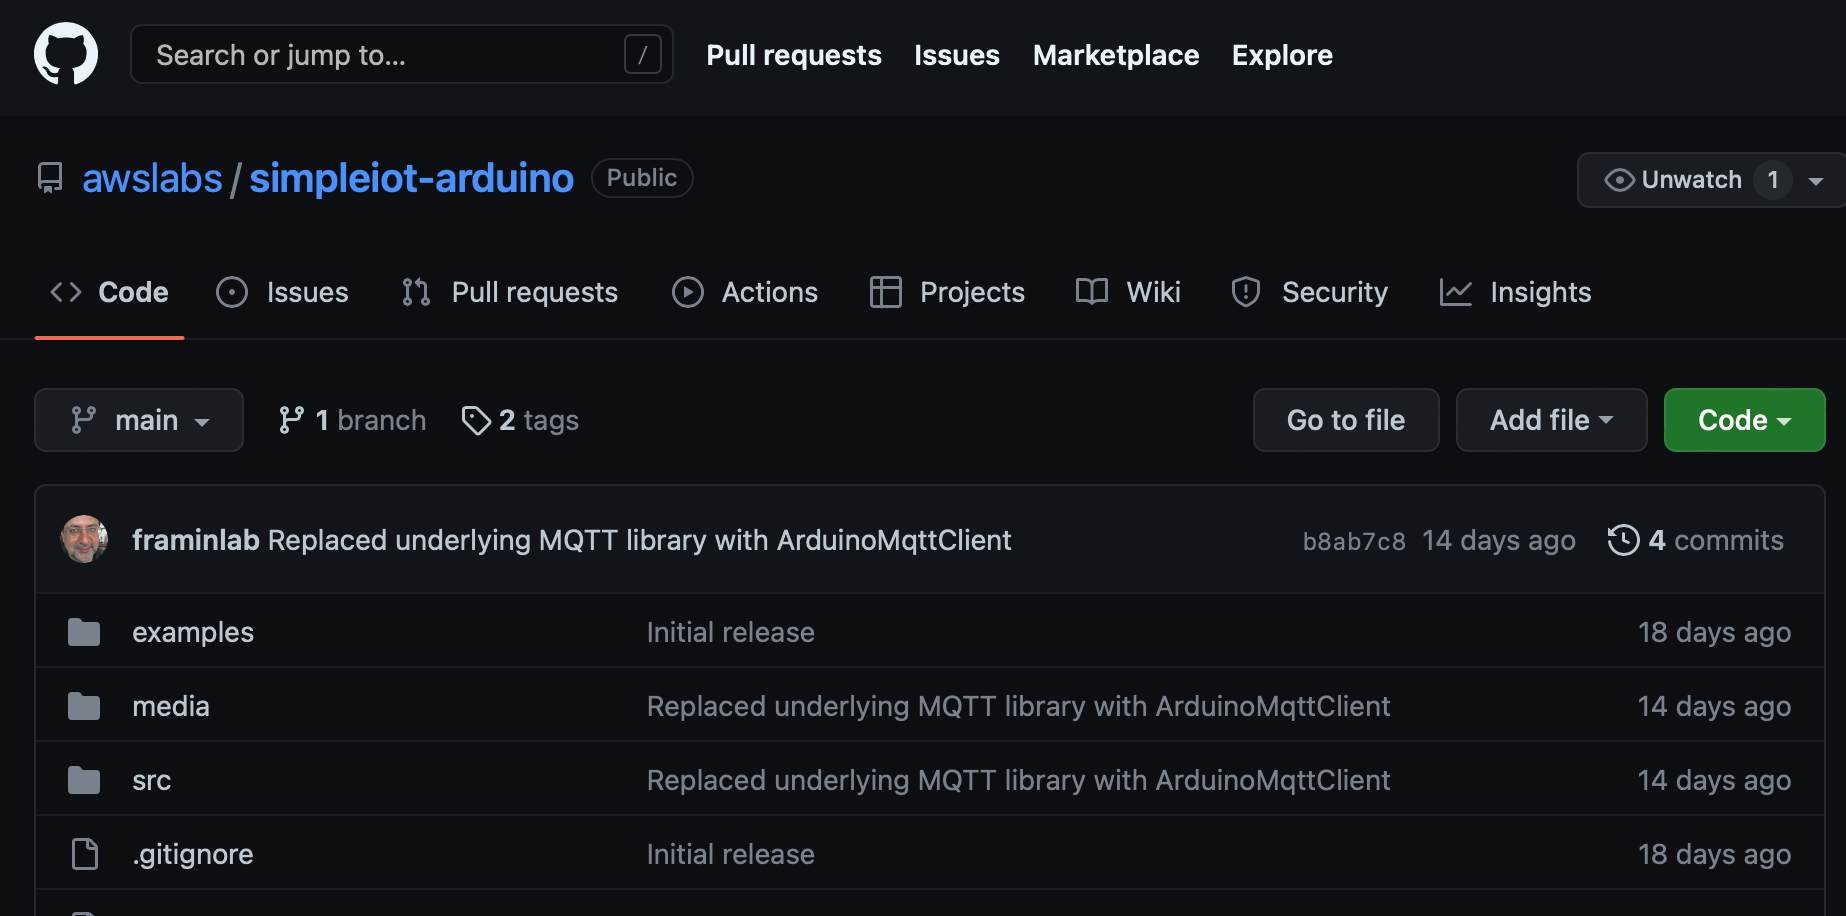 Search or jump to... / Pull requests Issues Marketplace Explore
awslabs / simpleiot-arduino Public Unwatch 1
Code Issues Pull requests Actions Projects Wiki Security Insights
main 1 branch 2 tags Go to file Add file Code
framinlab Replaced underlying MQTT library with ArduinoMqttClient b8ab7c8 14 days ago 4 commits
examples Initial release 18 days ago
media Replaced underlying MQTT library with ArduinoMqttClient 14 days ago
src Replaced underlying MQTT library with ArduinoMqttClient 14 days ago
.gitignore Initial release 18 days ago